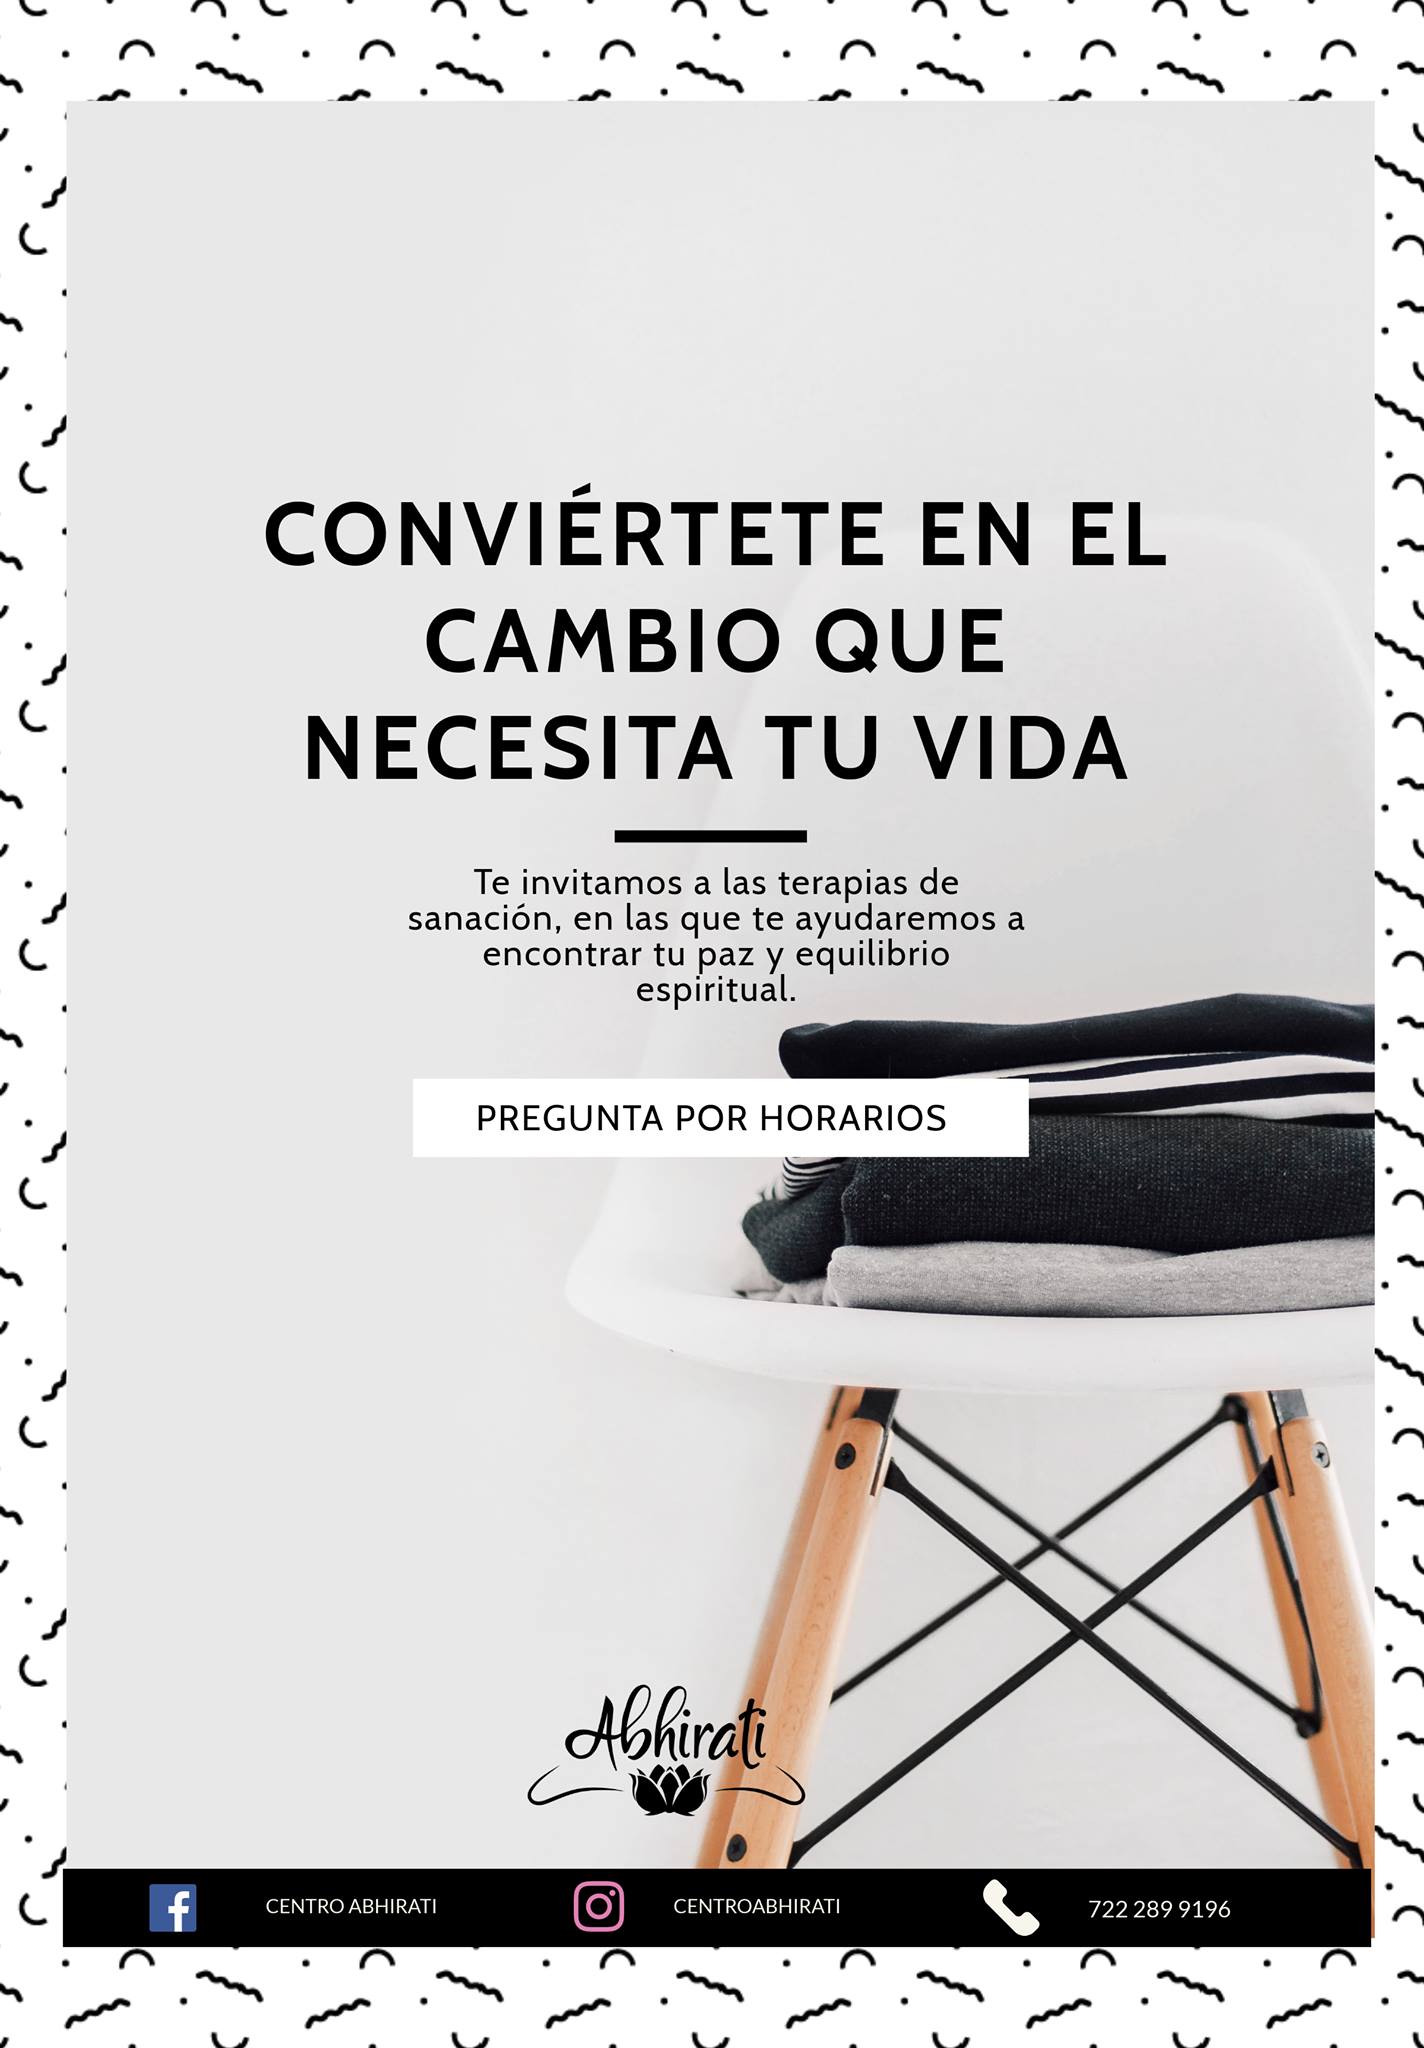 CONVIÉRTETE EN EL
CAMBIO QUE
NECESITA TU VIDA
Te invitamos a las terapias de
sanación, en las que te ayudaremos a
encontrar tu paz y equilibrio
espiritual.
PREGUNTA POR HORARIOS
Abhirati
CENTRO ABHIRATI
CENTROABHIRATI
722 289 9196